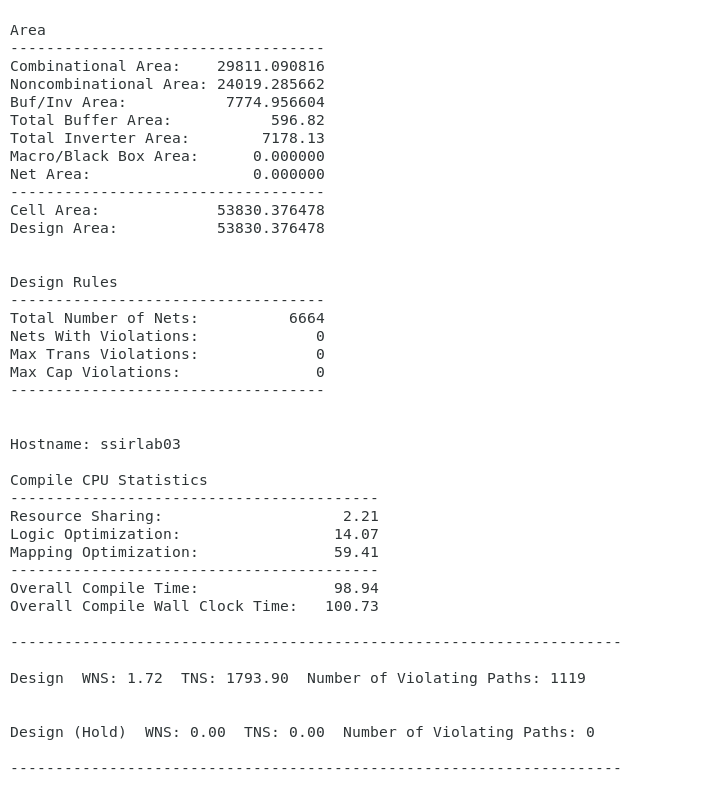 Area
-----------------------------------
Combinational Area:    29811.090816
Noncombinational Area: 24019.285662
Buf/Inv Area:           7774.956604
Total Buffer Area:           596.82
Total Inverter Area:        7178.13
Macro/Black Box Area:      0.000000
Net Area:                  0.000000
-----------------------------------
Cell Area:             53830.376478
Design Area:           53830.376478
Design Rules
-----------------------------------
Total Number of Nets:          6664
Nets With Violations:             0
Max Trans Violations:             0
Max Cap Violations:               0
-----------------------------------
Hostname: ssirlab03
Compile CPU Statistics
-----------------------------------------
Resource Sharing:                    2.21
Logic Optimization:                 14.07
Mapping Optimization:               59.41
-----------------------------------------
Overall Compile Time:               98.94
Overall Compile Wall Clock Time:   100.73
--------------------------------------------------------------------
Design  WNS: 1.72  TNS: 1793.90  Number of Violating Paths: 1119
Design (Hold)  WNS: 0.00  TNS: 0.00  Number of Violating Paths: 0
--------------------------------------------------------------------